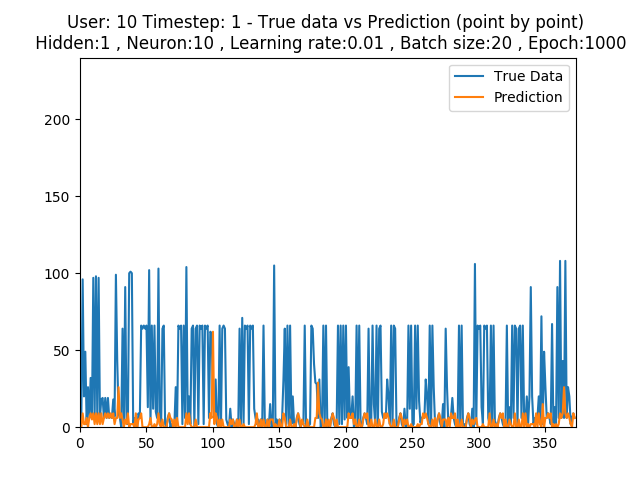 User: 10 Timestep: 1 - True data vs Prediction (point by point)
Hidden:1 , Neuron:10 , Learning rate:0.01 , Batch size:20 , Epoch:1000
True Data
Prediction
200
150
100
50
0
0 50 100 150 200 250 300 350